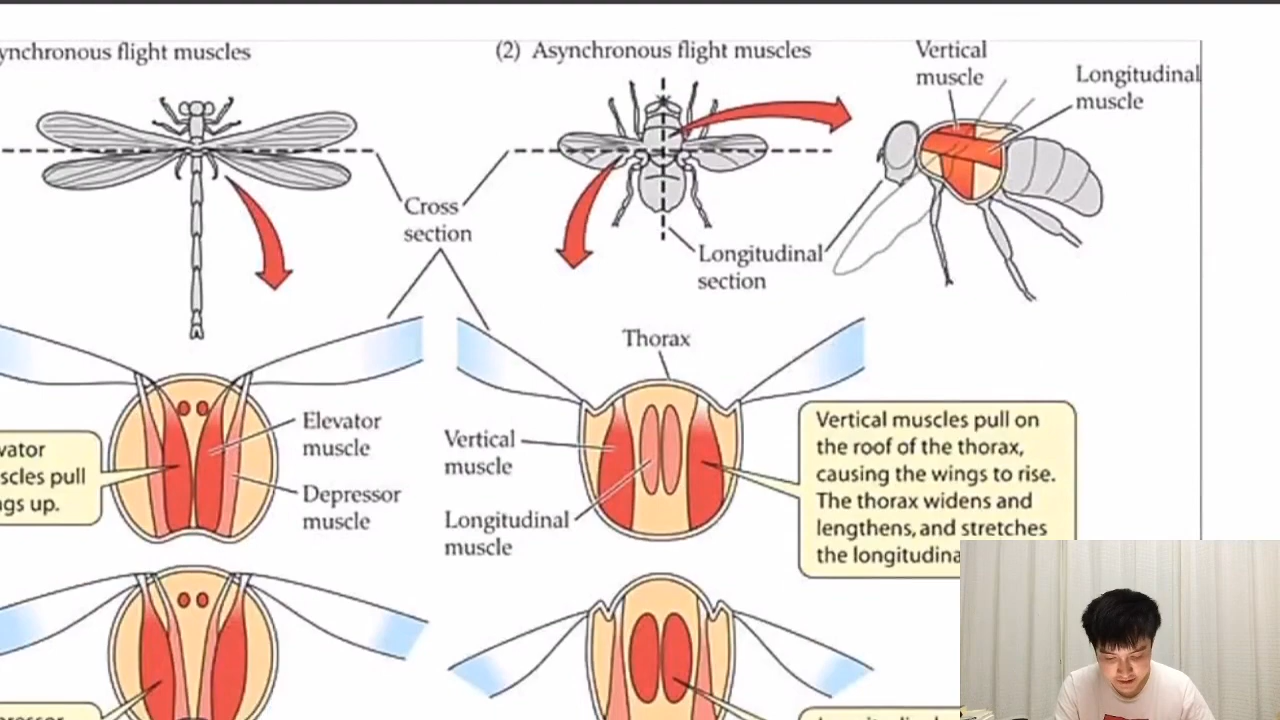 ynchronous flight muscles
(2) Asynchronous flight muscles
Vertical
muscle
Longitudinal
muscle
Cross
section
Longitudinal
section
Thorax
vator
scles pull
gs up.
Elevator
muscle
Depressor
muscle
Vertical
muscle
Longitudinal
muscle
Vertical muscles pull on
the roof of the thorax,
causing the wings to rise.
The thorax widens and
lengthens, and stretches
the longitudina